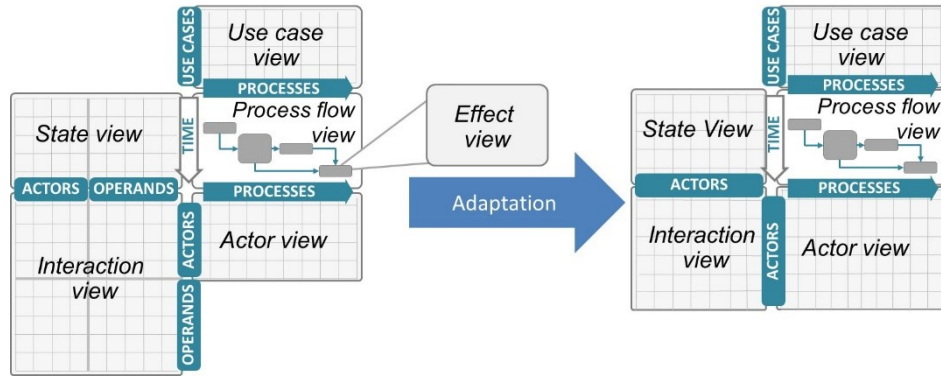 USE CASES
Use case
view
PROCESSES
State view
TIME
Process flow
view
Effect
view
ACTORS
OPERANDS
PROCESSES
Interaction
view
ACTORS
Actor view
OPERANDS
Adaptation
USE CASES
Use case
view
PROCESSES
State View
TIME
Process flow
view
ACTORS
PROCESSES
Interaction
view
ACTORS
Actor view